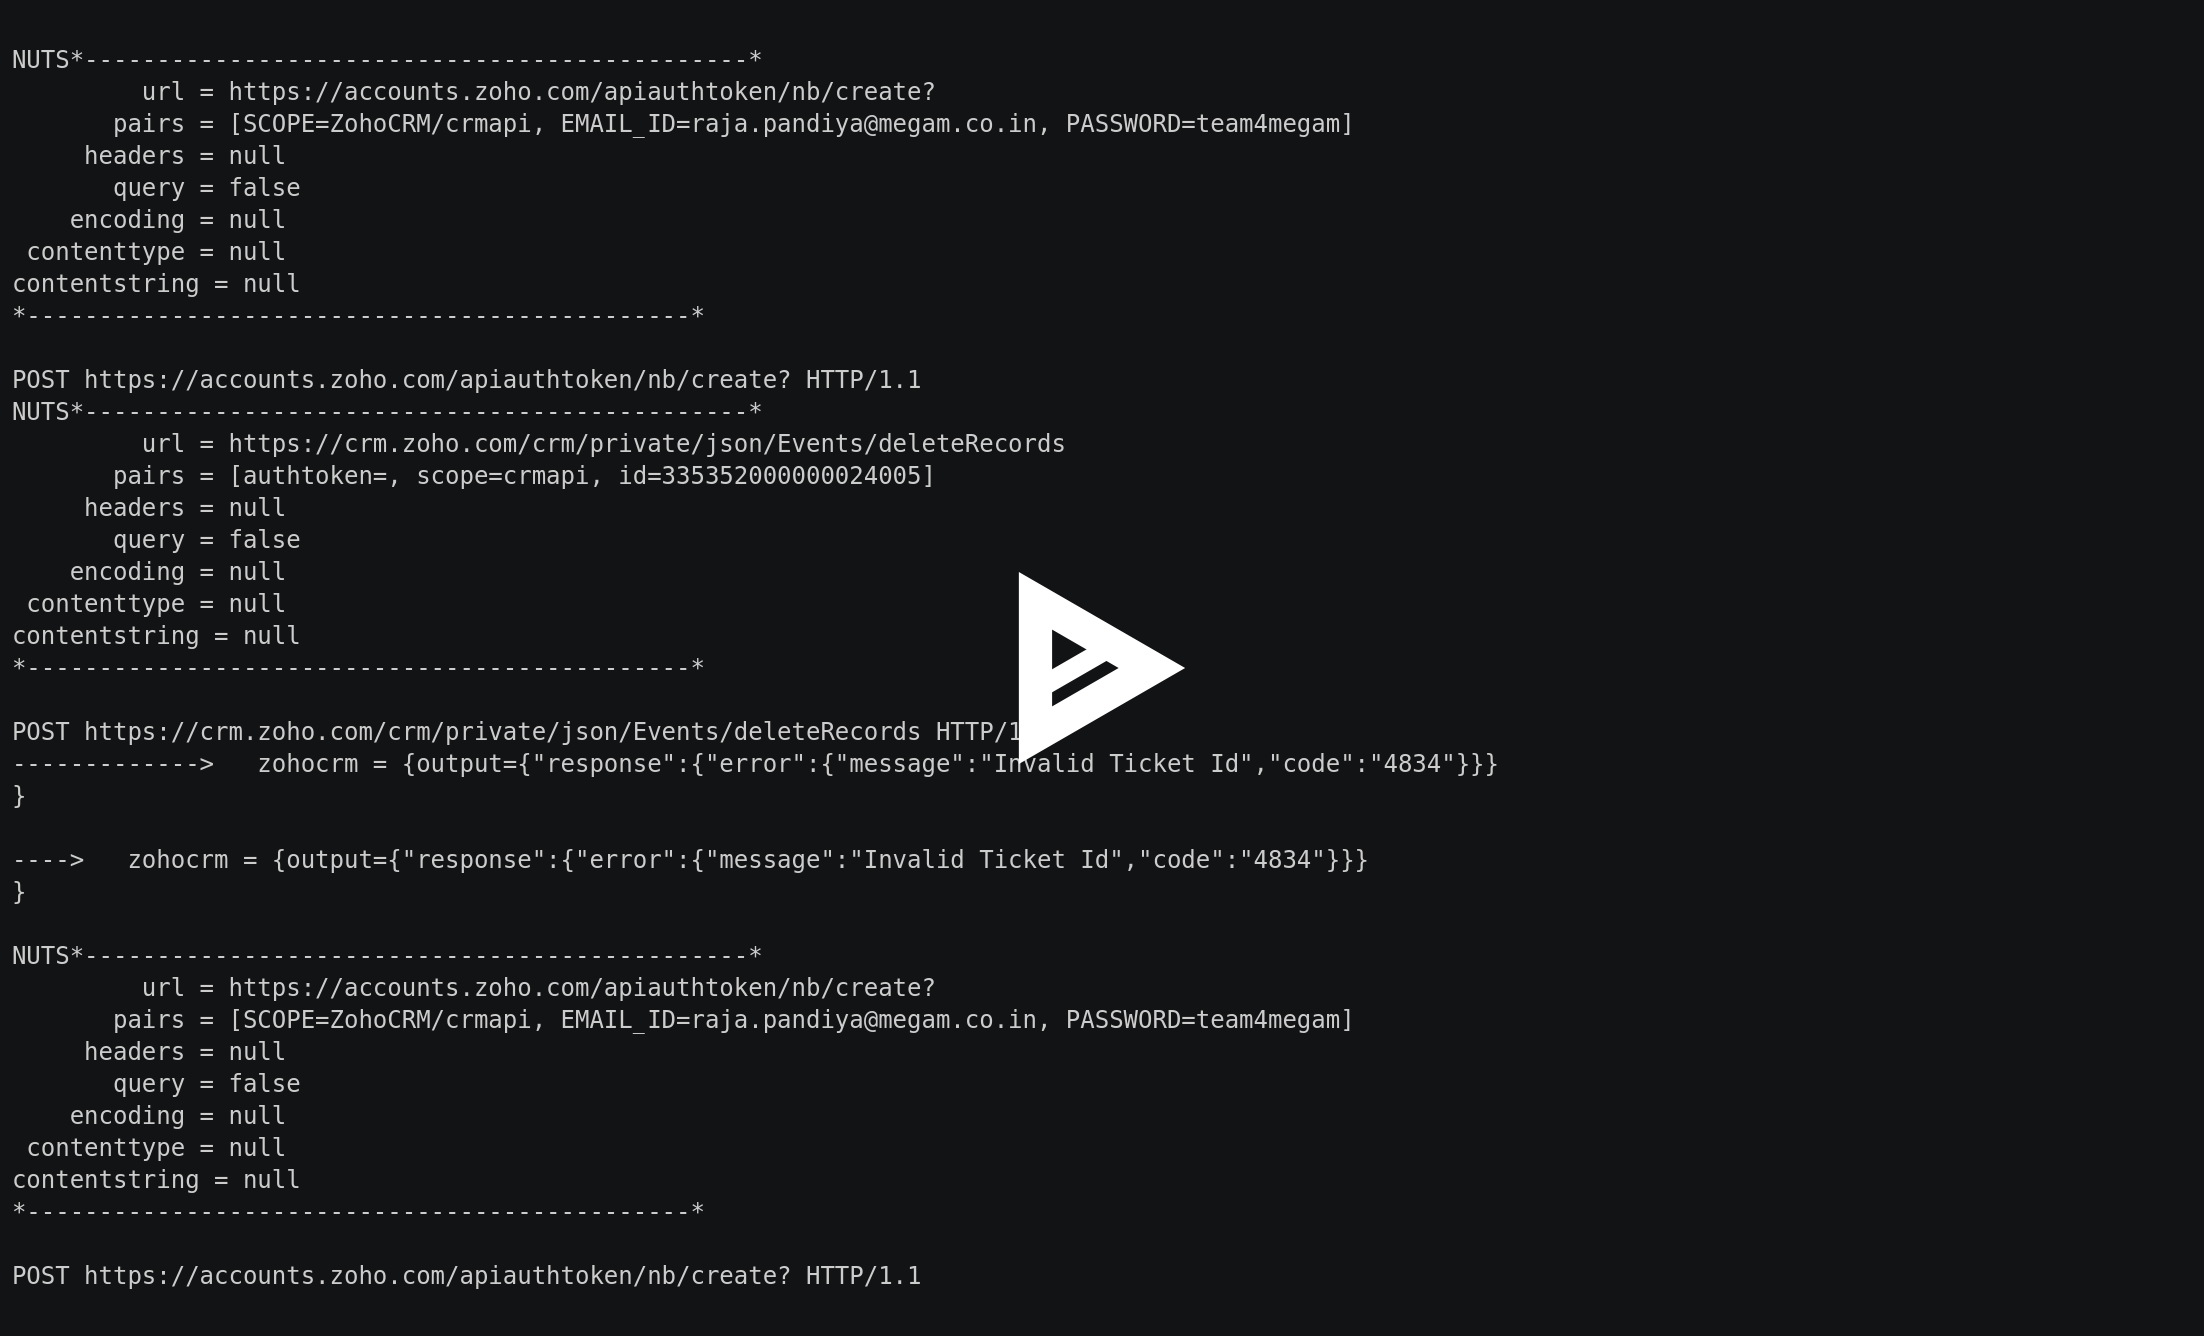 NUTS*----------------------------------------------*
url = https://accounts.zoho.com/apiauthtoken/nb/create?
pairs = [SCOPE=ZohoCRM/crmapi, EMAIL_ID=raja.pandiya@megam.co.in, PASSWORD=team4megam]
headers = null
query = false
encoding = null
contenttype = null
contentstring = null
*----------------------------------------------*
POST https://accounts.zoho.com/apiauthtoken/nb/create? HTTP/1.1
NUTS*----------------------------------------------*
url = https://crm.zoho.com/crm/private/json/Events/deleteRecords
pairs = [authtoken=, scope=crmapi, id=335352000000024005]
headers = null
query = false
encoding = null
contenttype = null
contentstring = null
*----------------------------------------------*
POST https://crm.zoho.com/crm/private/json/Events/deleteRecords HTTP/1
------------->   zohocrm = {output={"response":{"error":{"message":"Invalid Ticket Id","code":"4834"}}}
}
---->   zohocrm = {output={"response":{"error":{"message":"Invalid Ticket Id","code":"4834"}}}
}
NUTS*----------------------------------------------*
url = https://accounts.zoho.com/apiauthtoken/nb/create?
pairs = [SCOPE=ZohoCRM/crmapi, EMAIL_ID=raja.pandiya@megam.co.in, PASSWORD=team4megam]
headers = null
query = false
encoding = null
contenttype = null
contentstring = null
*----------------------------------------------*
POST https://accounts.zoho.com/apiauthtoken/nb/create? HTTP/1.1